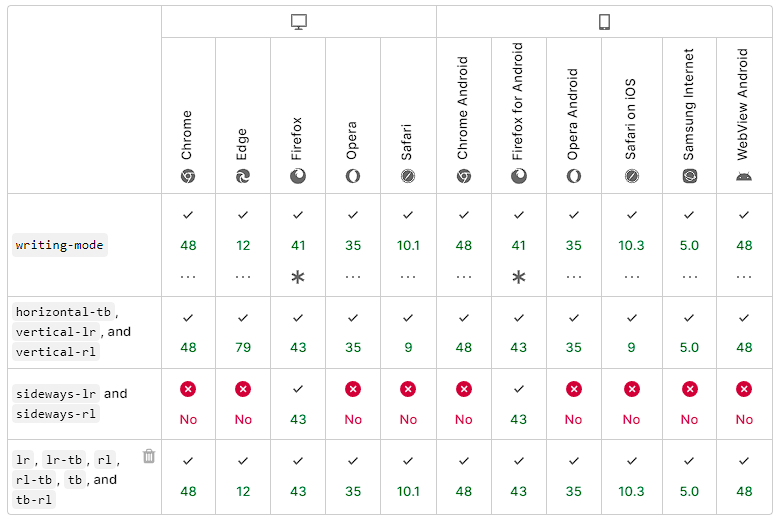 Chrome Edge Firefox Opera Safari Chrome Android Firefox for Android Opera Android Safari on iOS Samsung Internet WebView Android
writing-mode 48 12 41 35 10.1 48 41 35 10.3 5.0 48
... ... * ... ... ... * ... ... ... ...
horizontal-tb,
vertical-lr, and
vertical-rl 48 79 43 35 9 48 43 35 9 5.0 48
sideways-lr and
sideways-rl No No 43 No No No 43 No No No No
lr, lr-tb, rl,
rl-tb, tb, and
tb-rl 48 12 43 35 10.1 48 43 35 10.3 5.0 48